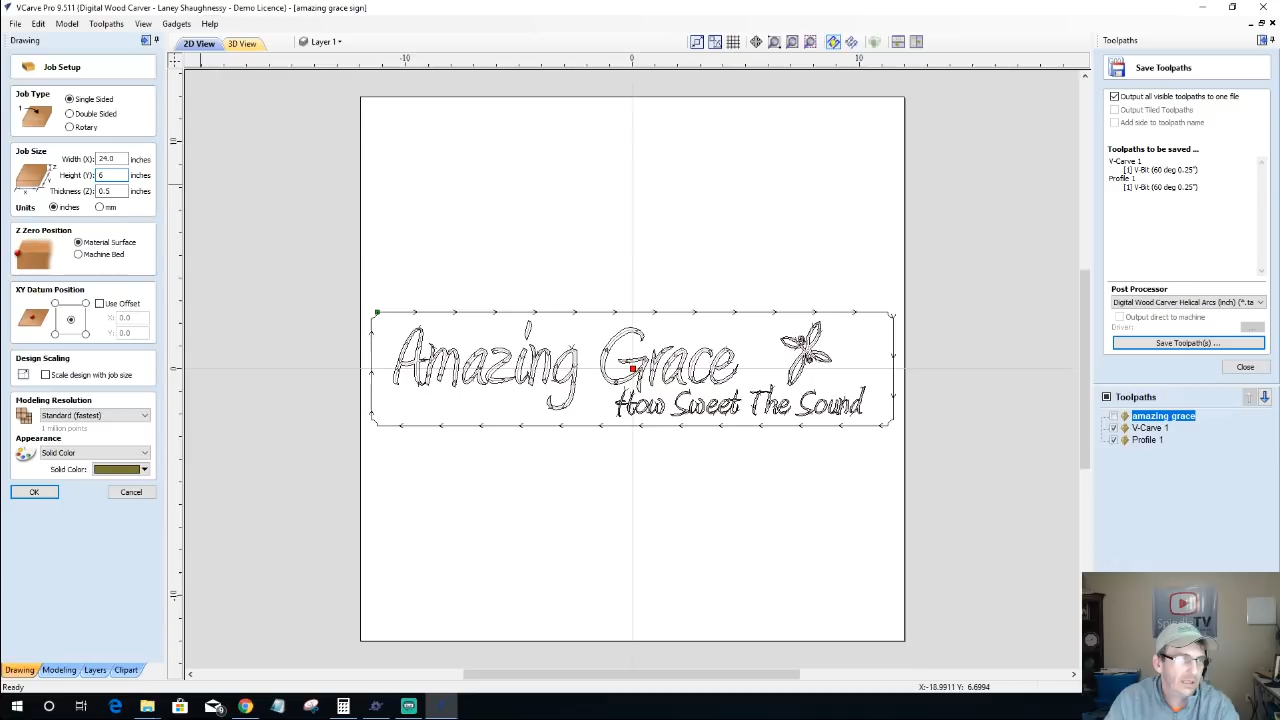 VCarve Pro 9.511 {Digital Wood Carver - Laney Shaughnessy - Demo Licence} - [amazing grace sign]
File Edit Model Toolpaths View Gadgets Help
Drawing
2D View 3D View Layer 1
Toolpaths
-10 0 10
Job Setup
Job Type
Single Sided
Double Sided
Rotary
Job Size
Width (X): 24.0 inches
Height (Y): 6 inches
Thickness (Z): 0.5 inches
Units inches mm
Z Zero Position
Material Surface
Machine Bed
XY Datum Position
Use Offset
X: 0.0
Y: 0.0
Design Scaling
Scale design with job size
Modeling Resolution
Standard (fastest)
1 million points
Appearance
Solid Color
Solid Color:
OK Cancel
Drawing Modeling Layers Clipart
Ready
Amazing Grace
How Sweet The Sound
X:-18.9911 Y: 6.6994
Save Toolpaths
Output all visible toolpaths to one file
Output Tiled Toolpaths
Add side to toolpath name
Toolpaths to be saved ...
V-Carve 1
[1] V-Bit (60 deg 0.25")
Profile 1
[1] V-Bit (60 deg 0.25")
Post Processor
Digital Wood Carver Helical Arcs (inch) (*.ta
Output direct to machine
Driver: ...
Save Toolpath(s) ...
Close
Toolpaths
amazing grace
V-Carve 1
Profile 1